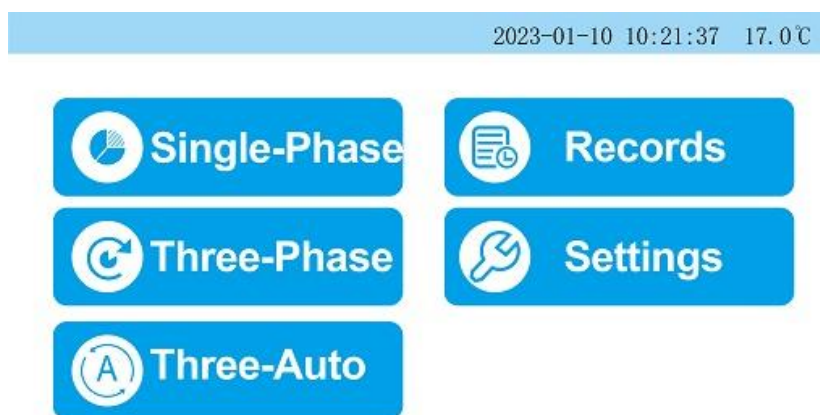 2023-01-10 10:21:37 17.0℃
Single-Phase
Records
Three-Phase
Settings
A
Three-Auto